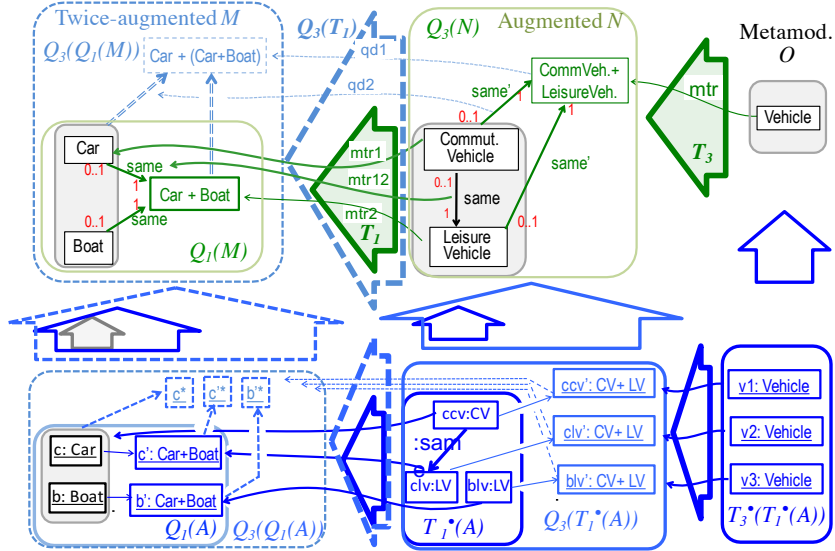 Twice-augmented M
Q3(T1)
Augmented N
Q3(N)
Metamod.
O
Q3(Q1(M))
Car + (Car+Boat)
qd1
qd2
CommVeh.+
LeisureVeh.
mtr
Vehicle
same'
1
1
0..1
Car
0..1
same
1
1
0..1
same
Car + Boat
Boat
Q1(M)
mtr1
mtr12
mtr2
T1
Commut.
Vehicle
0..1
same
1
Leisure
Vehicle
same'
0..1
T3
c*
c'*
b'*
c: Car
c': Car+Boat
b: Boat
b': Car+Boat
.
Q1(A)
Q3(Q1(A))
ccv:CV
:sam
e
clv:LV
blv:LV
T1•(A)
ccv': CV+ LV
clv': CV+ LV
blv': CV+ LV
Q3(T1•(A))
v1: Vehicle
v2: Vehicle
v3: Vehicle
T3•(T1•(A))